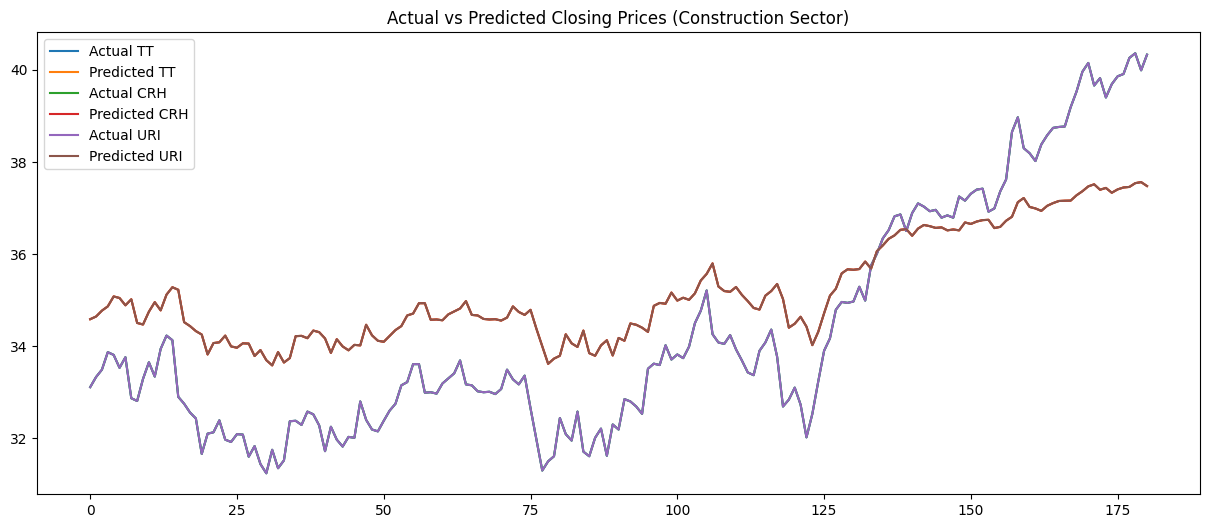 Actual vs Predicted Closing Prices (Construction Sector)
Actual TT
Predicted TT
Actual CRH
Predicted CRH
Actual URI
Predicted URI
40
38
36
34
32
0 25 50 75 100 125 150 175